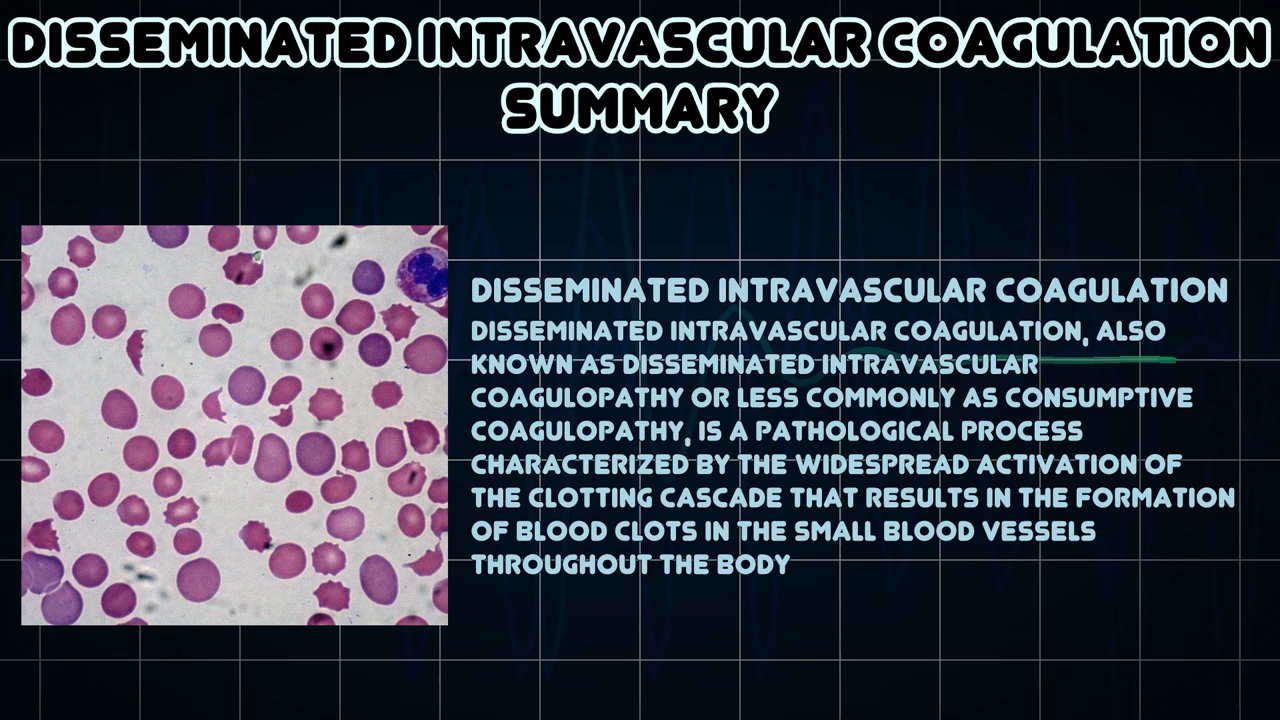 DISSEMINATED INTRAVASCULAR COAGULATION
SUMMARY
DISSEMINATED INTRAVASCULAR COAGULATION
DISSEMINATED INTRAVASCULAR COAGULATION, ALSO
KNOWN AS DISSEMINATED INTRAVASCULAR
COAGULOPATHY OR LESS COMMONLY AS CONSUMPTIVE
COAGULOPATHY, IS A PATHOLOGICAL PROCESS
CHARACTERIZED BY THE WIDESPREAD ACTIVATION OF
THE CLOTTING CASCADE THAT RESULTS IN THE FORMATION
OF BLOOD CLOTS IN THE SMALL BLOOD VESSELS
THROUGHOUT THE BODY